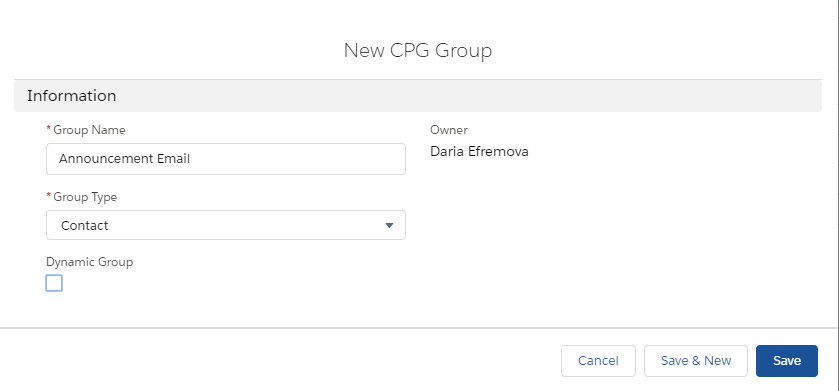 New CPG Group
Information
* Group Name
Announcement Email
Owner
Daria Efremova
* Group Type
Contact
Dynamic Group
Cancel
Save & New
Save